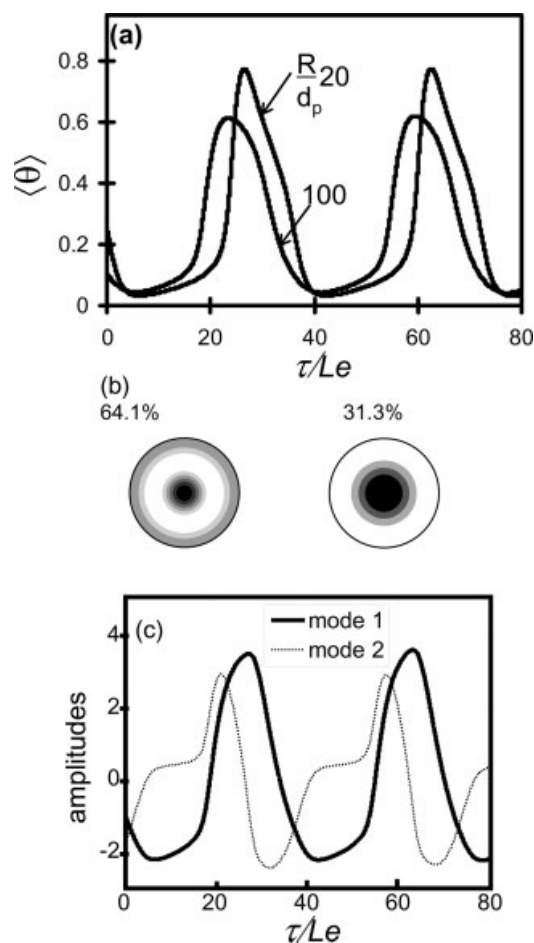 (a)
0.8
0.6
0.4
0.2
0
⟨θ⟩
R/dp 20
100
0 20 40 60 80
τ/Le
(b)
64.1% 31.3%
(c)
mode 1
mode 2
4
2
0
-2
amplitudes
0 20 40 60 80
τ/Le